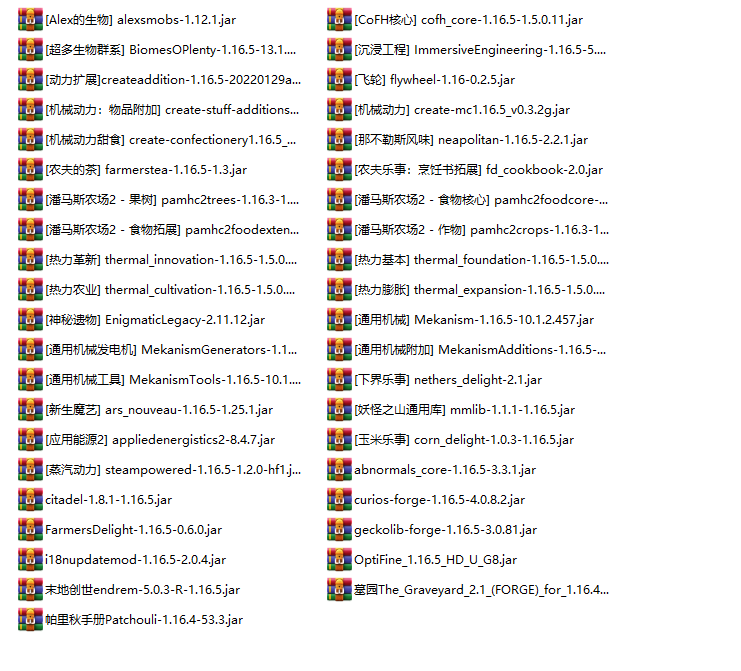 [Alex的生物] alexsmobs-1.12.1.jar
[CoFH核心] cofh_core-1.16.5-1.5.0.11.jar
[超多生物群系] BiomesOPlenty-1.16.5-13.1....
[沉浸工程] ImmersiveEngineering-1.16.5-5....
[动力扩展]createaddition-1.16.5-20220129a...
[飞轮] flywheel-1.16-0.2.5.jar
[机械动力：物品附加] create-stuff-additions...
[机械动力] create-mc1.16.5_v0.3.2g.jar
[机械动力甜食] create-confectionery1.16.5_...
[那不勒斯风味] neapolitan-1.16.5-2.2.1.jar
[农夫的茶] farmerstea-1.16.5-1.3.jar
[农夫乐事：烹饪书拓展] fd_cookbook-2.0.jar
[潘马斯农场2 - 果树] pamhc2trees-1.16.3-1....
[潘马斯农场2 - 食物核心] pamhc2foodcore-...
[潘马斯农场2 - 食物拓展] pamhc2foodexten...
[潘马斯农场2 - 作物] pamhc2crops-1.16.3-1...
[热力革新] thermal_innovation-1.16.5-1.5.0....
[热力基本] thermal_foundation-1.16.5-1.5.0....
[热力农业] thermal_cultivation-1.16.5-1.5.0....
[热力膨胀] thermal_expansion-1.16.5-1.5.0....
[神秘遗物] EnigmaticLegacy-2.11.12.jar
[通用机械] Mekanism-1.16.5-10.1.2.457.jar
[通用机械发电机] MekanismGenerators-1.1...
[通用机械附加] MekanismAdditions-1.16.5-...
[通用机械工具] MekanismTools-1.16.5-10.1....
[下界乐事] nethers_delight-2.1.jar
[新生魔艺] ars_nouveau-1.16.5-1.25.1.jar
[妖怪之山通用库] mmlib-1.1.1-1.16.5.jar
[应用能源2] appliedenergistics2-8.4.7.jar
[玉米乐事] corn_delight-1.0.3-1.16.5.jar
[蒸汽动力] steampowered-1.16.5-1.2.0-hf1.j...
abnormals_core-1.16.5-3.3.1.jar
citadel-1.8.1-1.16.5.jar
curios-forge-1.16.5-4.0.8.2.jar
FarmersDelight-1.16.5-0.6.0.jar
geckolib-forge-1.16.5-3.0.81.jar
i18nupdatemod-1.16.5-2.0.4.jar
OptiFine_1.16.5_HD_U_G8.jar
末地创世endrem-5.0.3-R-1.16.5.jar
墓园The_Graveyard_2.1_(FORGE)_for_1.16.4...
帕里秋手册Patchouli-1.16.4-53.3.jar